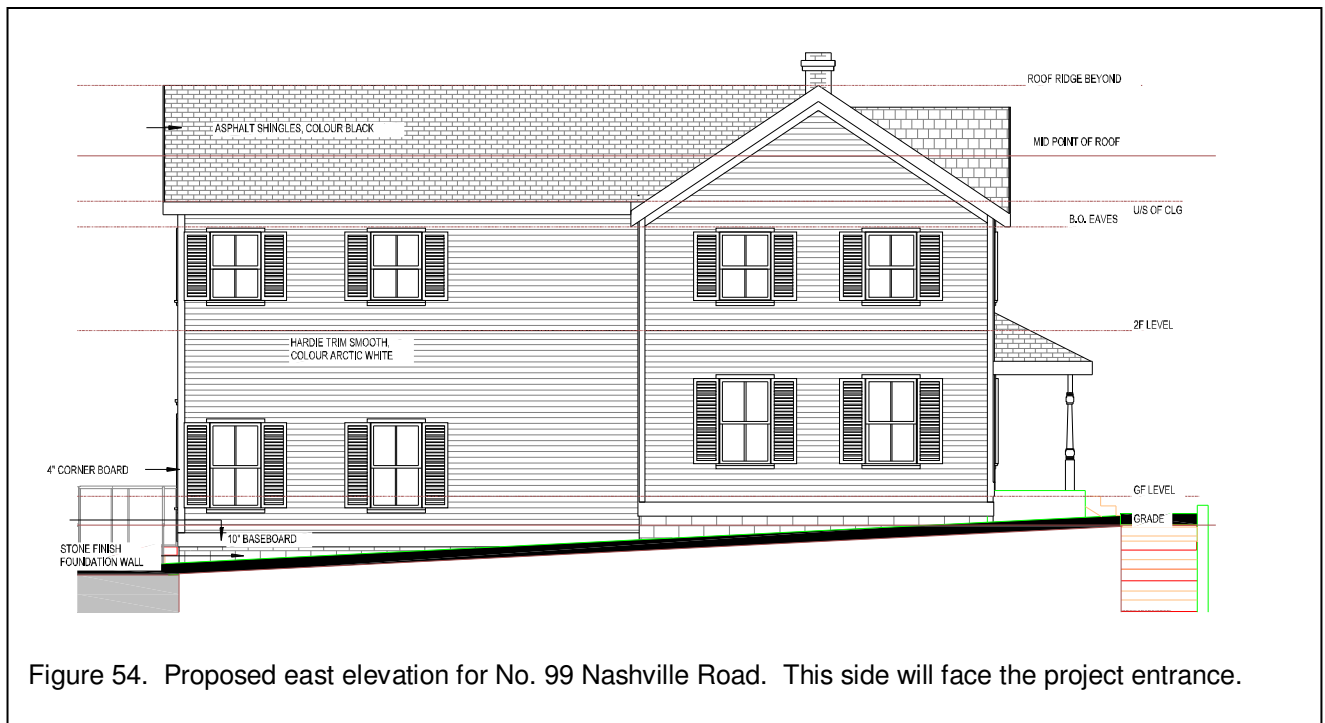 ROOF RIDGE BEYOND
ASPHALT SHINGLES, COLOUR BLACK
MID POINT OF ROOF
U/S OF CLG
B.O. EAVES
2F LEVEL
HARDIE TRIM SMOOTH,
COLOUR ARCTIC WHITE
4" CORNER BOARD
GF LEVEL
GRADE
10" BASEBOARD
STONE FINISH
FOUNDATION WALL
Figure 54. Proposed east elevation for No. 99 Nashville Road. This side will face the project entrance.